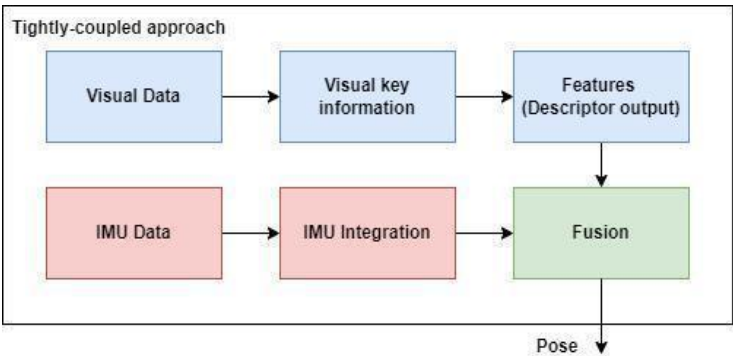 Tightly-coupled approach
Visual Data
Visual key
information
Features
(Descriptor output)
IMU Data
IMU Integration
Fusion
Pose